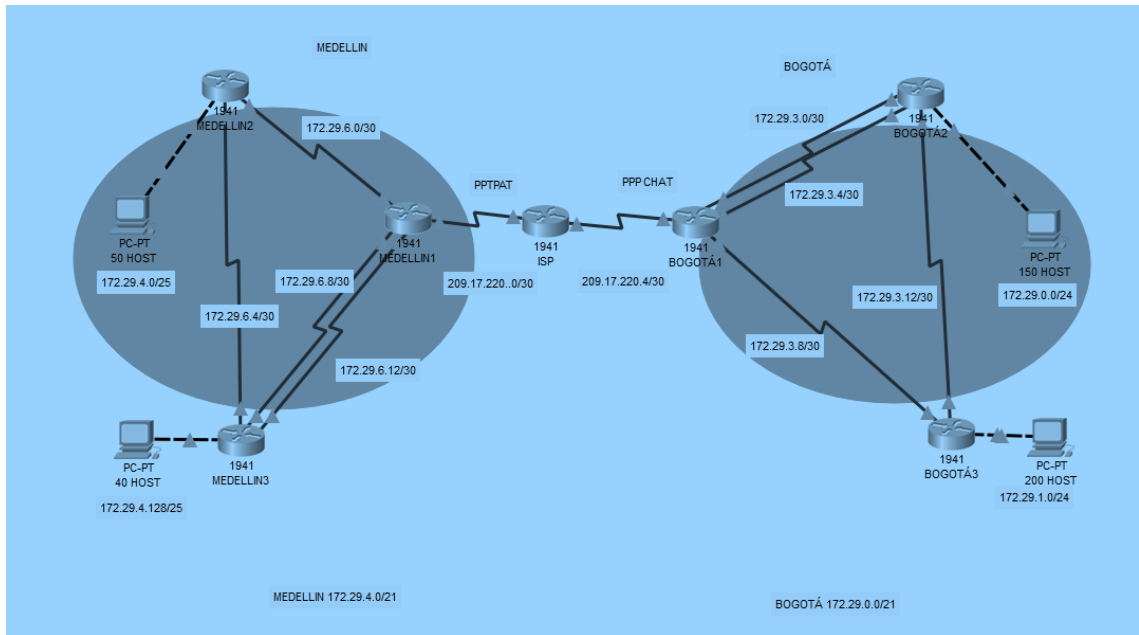 MEDELLIN
BOGOTÁ
1941
MEDELLIN2
172.29.6.0/30
172.29.3.0/30
1941
BOGOTÁ2
PPTPAT
PPP CHAT
172.29.3.4/30
PC-PT
50 HOST
172.29.4.0/25
1941
MEDELLIN1
1941
ISP
1941
BOGOTÁ1
PC-PT
150 HOST
172.29.0.0/24
172.29.6.8/30
209.17.220..0/30
209.17.220.4/30
172.29.3.12/30
172.29.6.4/30
172.29.3.8/30
172.29.6.12/30
PC-PT
40 HOST
172.29.4.128/25
1941
MEDELLIN3
1941
BOGOTÁ3
PC-PT
200 HOST
172.29.1.0/24
MEDELLIN 172.29.4.0/21
BOGOTÁ 172.29.0.0/21